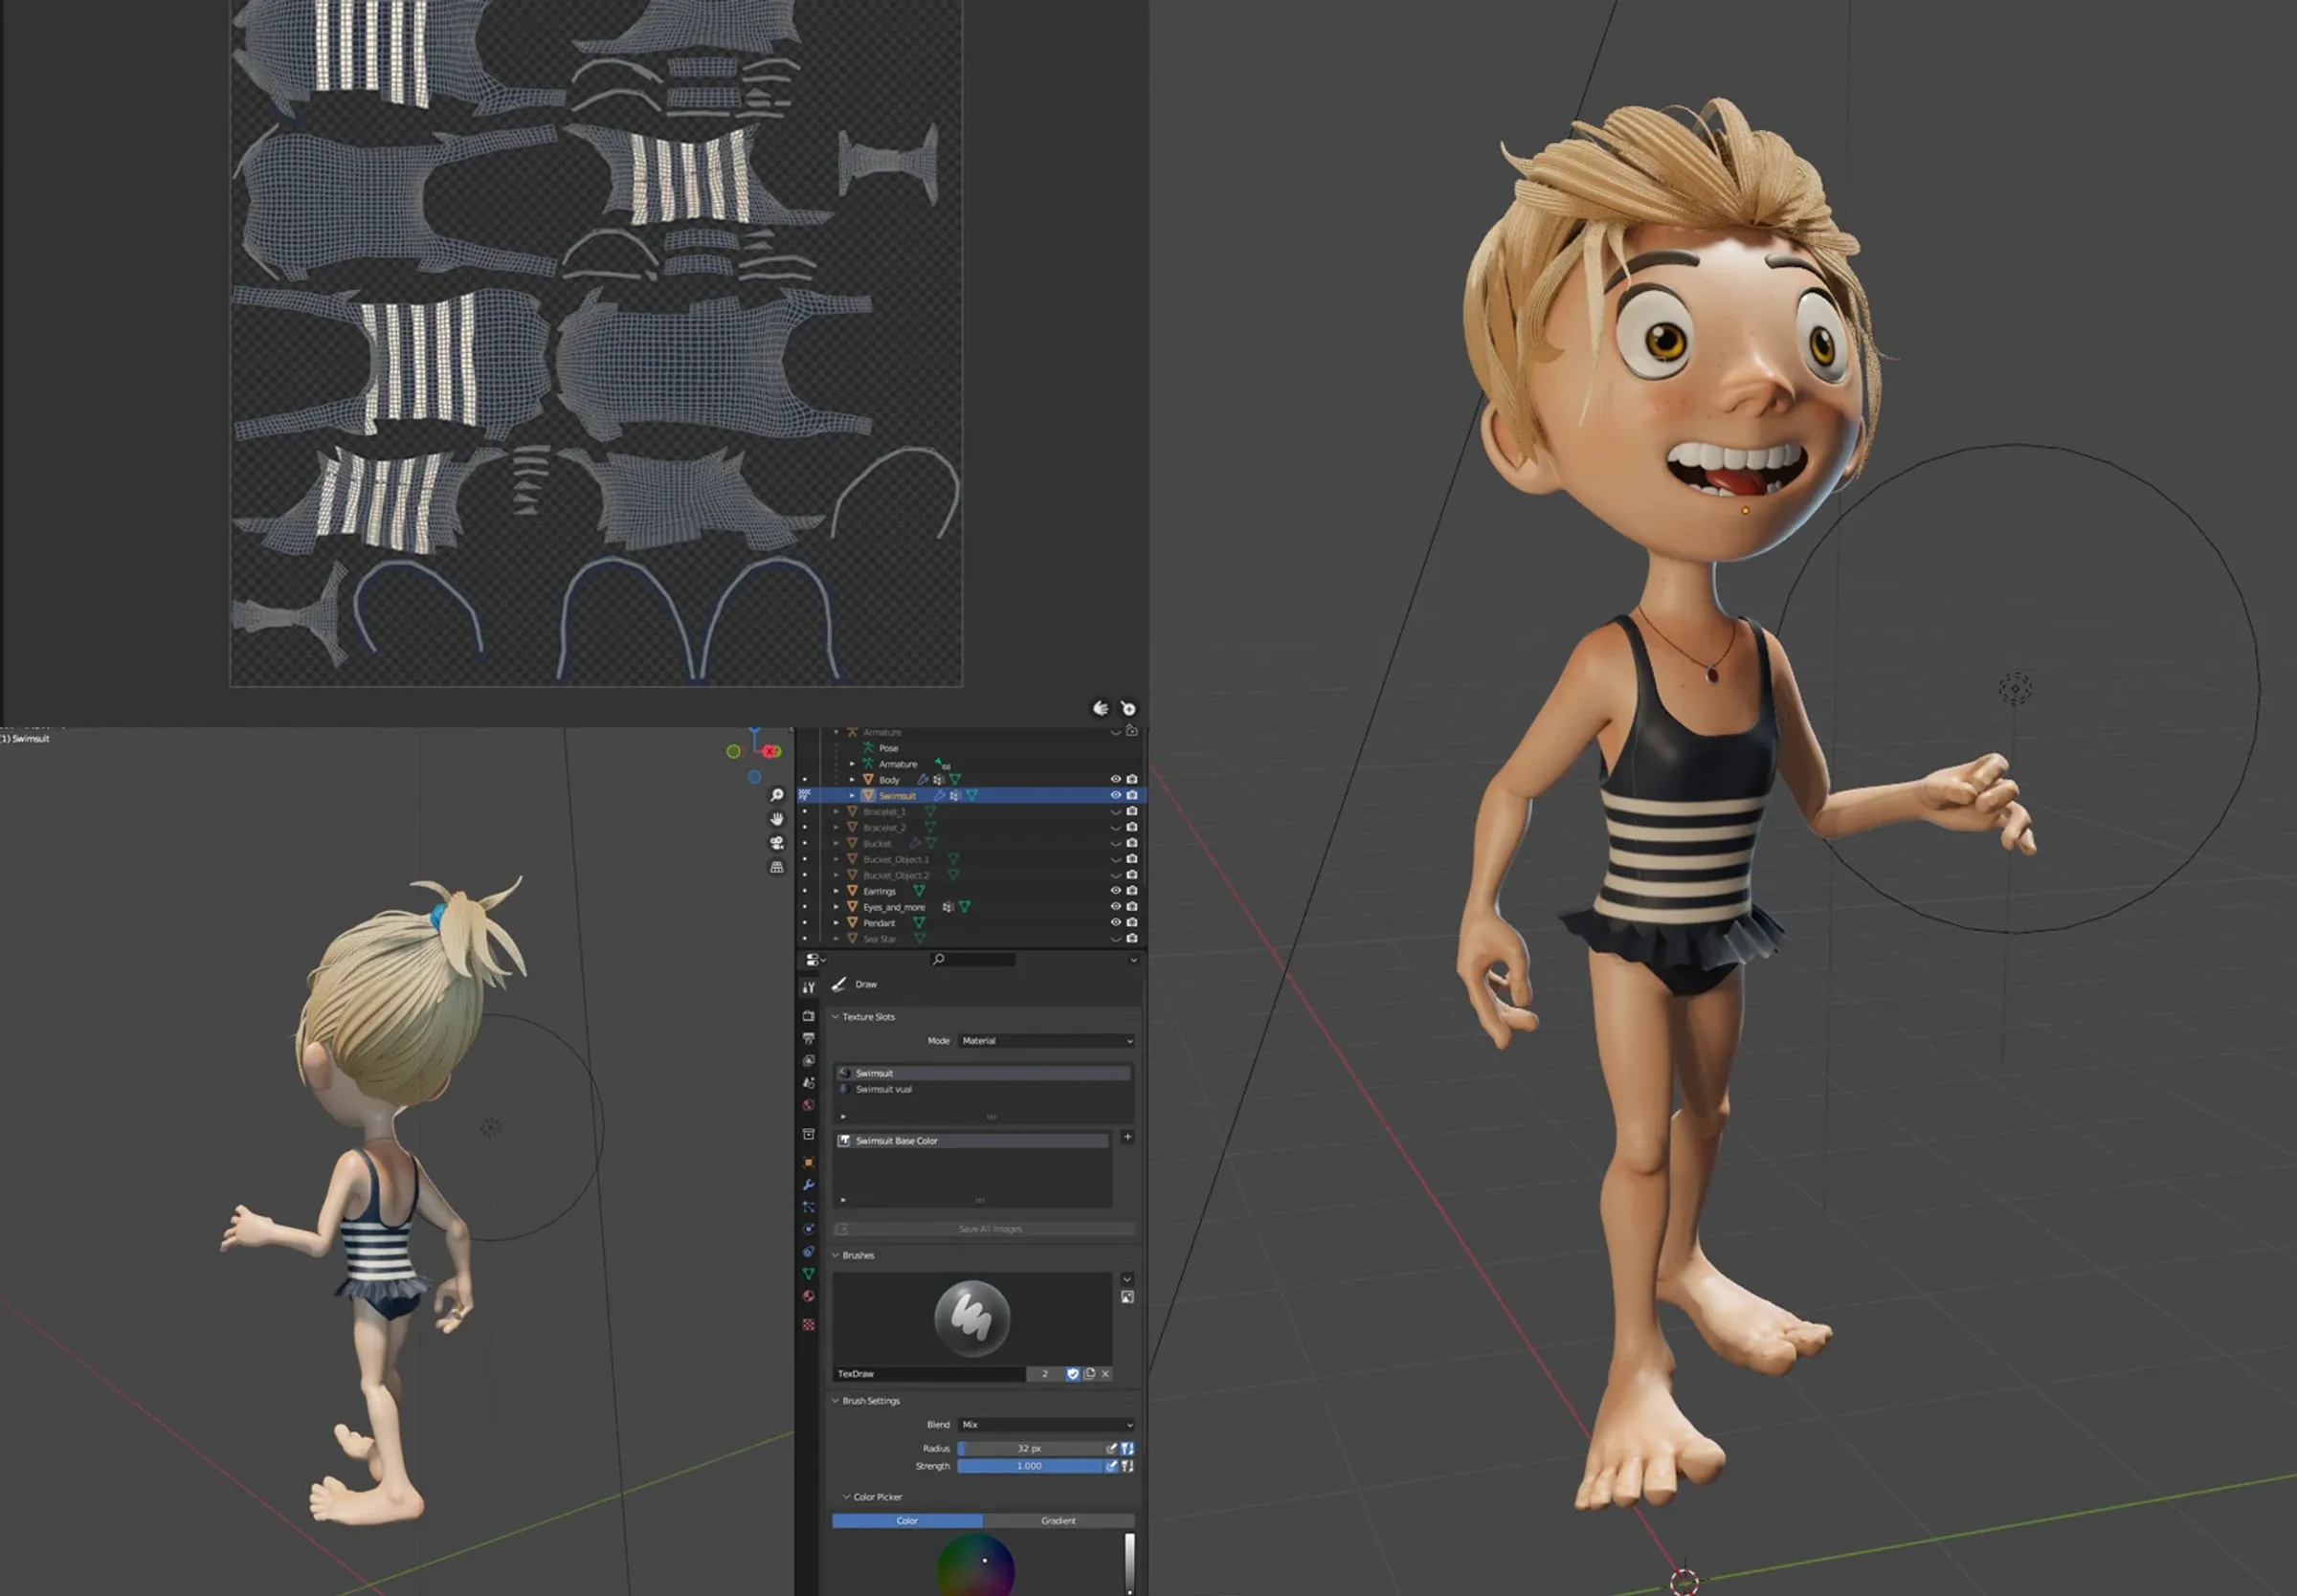 (1) Swimsuit
Armature
Pose
Armature 68
Body
Swimsuit
Bracelet_1
Bracelet_2
Bucket
Bucket_Object.1
Bucket_Object.2
Earrings
Eyes_and_more
Pendant
Sea Star
Draw
Texture Slots
Mode Material
Swimsuit
Swimsuit vual
Swimsuit Base Color
Save All Images
Brushes
TexDraw 2
Brush Settings
Blend Mix
Radius 32 px
Strength 1.000
Color Picker
Color Gradient